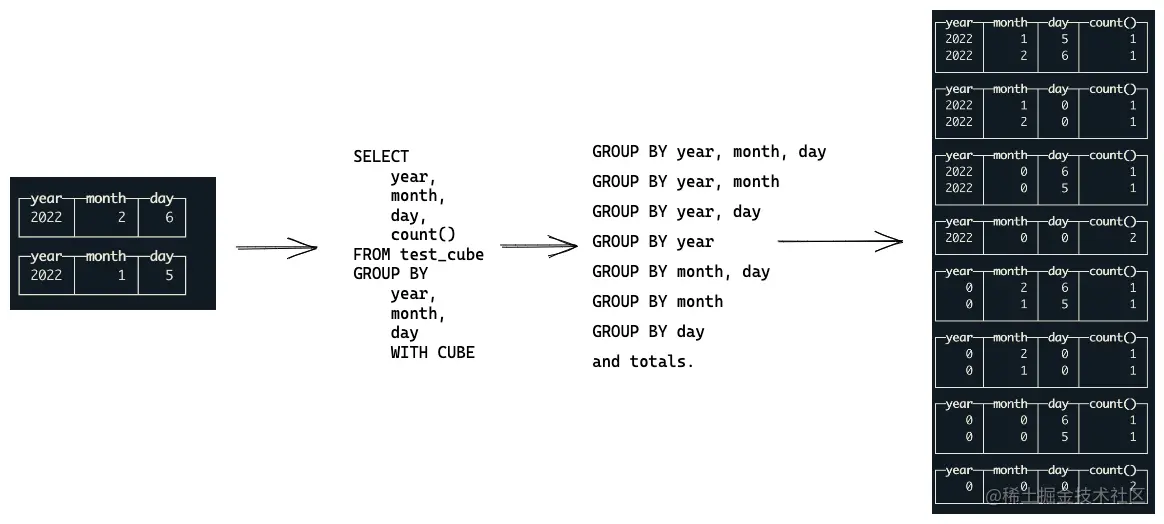 year month day
2022 2 6
year month day
2022 1 5
SELECT
year,
month,
day,
count()
FROM test_cube
GROUP BY
year,
month,
day
WITH CUBE
GROUP BY year, month, day
GROUP BY year, month
GROUP BY year, day
GROUP BY year
GROUP BY month, day
GROUP BY month
GROUP BY day
and totals.
year month day count()
2022 1 5 1
2022 2 6 1
year month day count()
2022 1 0 1
2022 2 0 1
year month day count()
2022 0 6 1
2022 0 5 1
year month day count()
2022 0 0 2
year month day count()
0 2 6 1
0 1 5 1
year month day count()
0 2 0 1
0 1 0 1
year month day count()
0 0 6 1
0 0 5 1
year month day count()
0 0 0 2
@稀土掘金技术社区